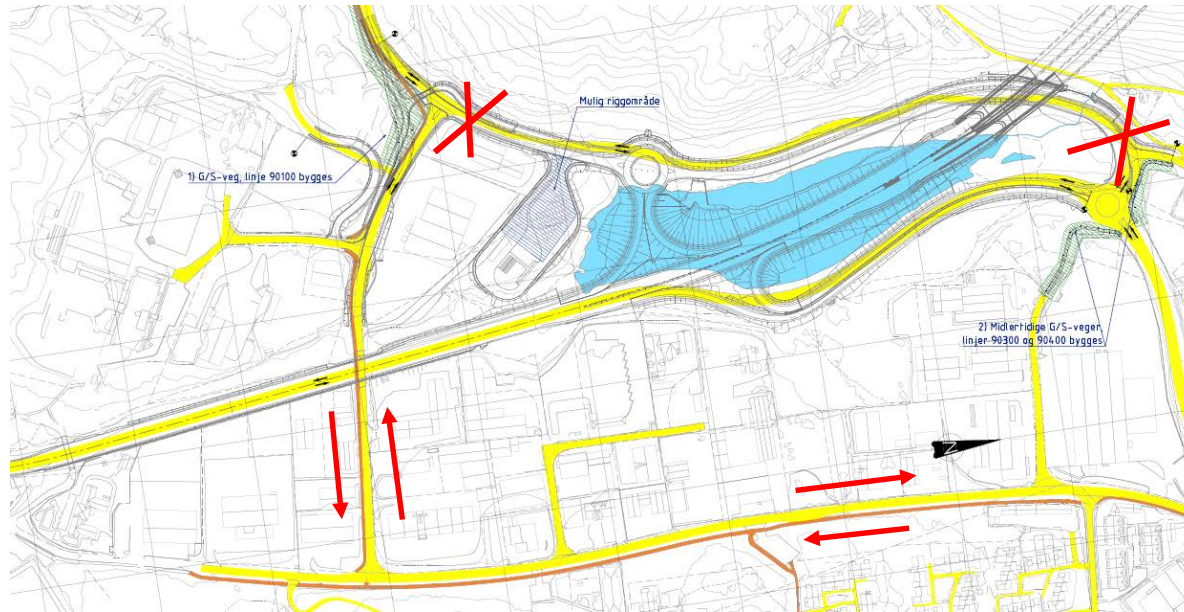 Mulig riggområde
1) G/S-veg, linje 90100 bygges
2) Midlertidige G/S-veger,
linjer 90300 og 90400 bygges
N